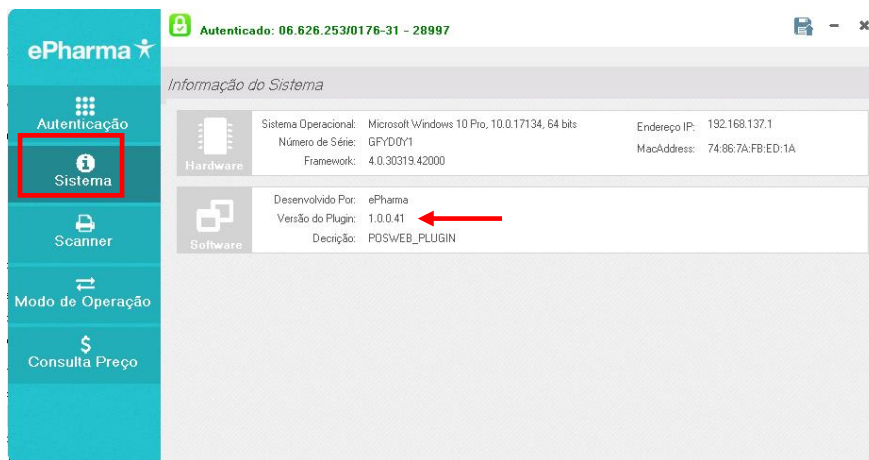 ePharma
Autenticado: 06.626.253/0176-31 - 28997
Informação do Sistema
Autenticação
Sistema
Scanner
Modo de Operação
$
Consulta Preço
Hardware
Sistema Operacional: Microsoft Windows 10 Pro, 10.0.17134, 64 bits
Número de Série: GFYD0Y1
Framework: 4.0.30319.42000
Endereço IP: 192.168.137.1
MacAddress: 74:86:7A:FB:ED:1A
Software
Desenvolvido Por: ePharma
Versão do Plugin: 1.0.0.41
Decrição: POSWEB_PLUGIN